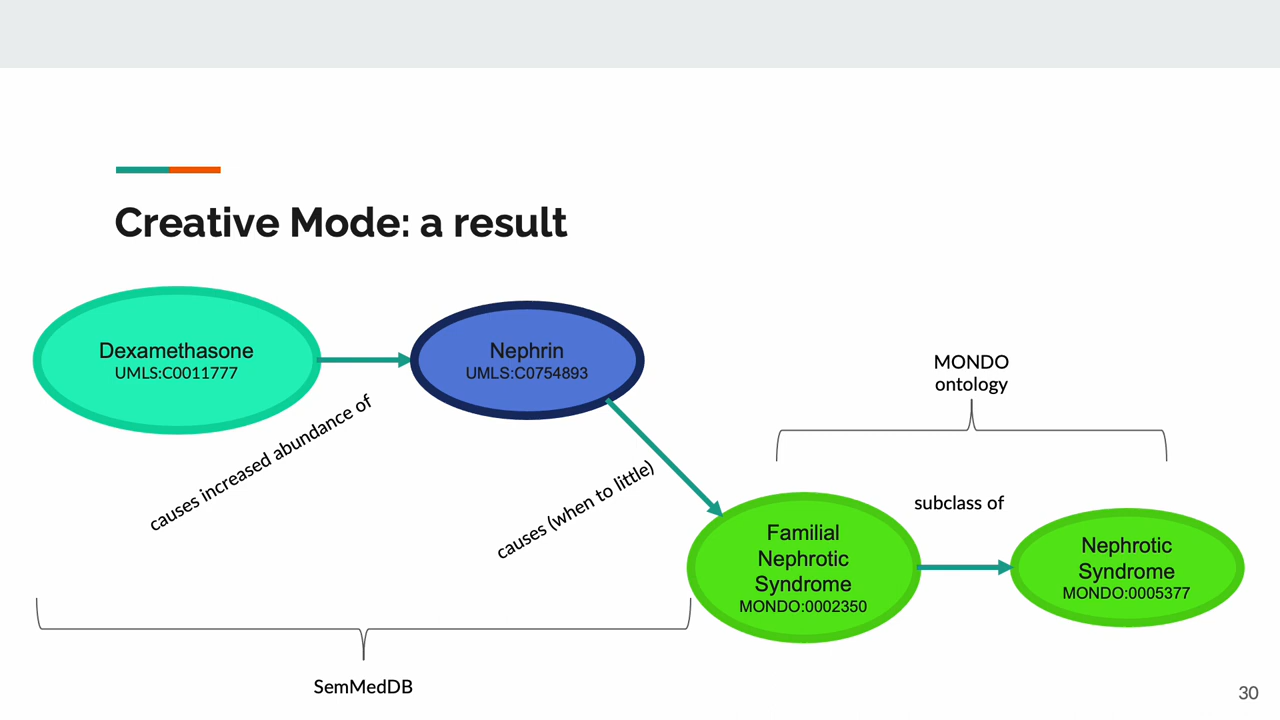 Creative Mode: a result
Dexamethasone
UMLS:C0011777
Nephrin
UMLS:C0754893
causes increased abundance of
causes (when to little)
MONDO
ontology
subclass of
Familial
Nephrotic
Syndrome
MONDO:0002350
Nephrotic
Syndrome
MONDO:0005377
SemMedDB
30